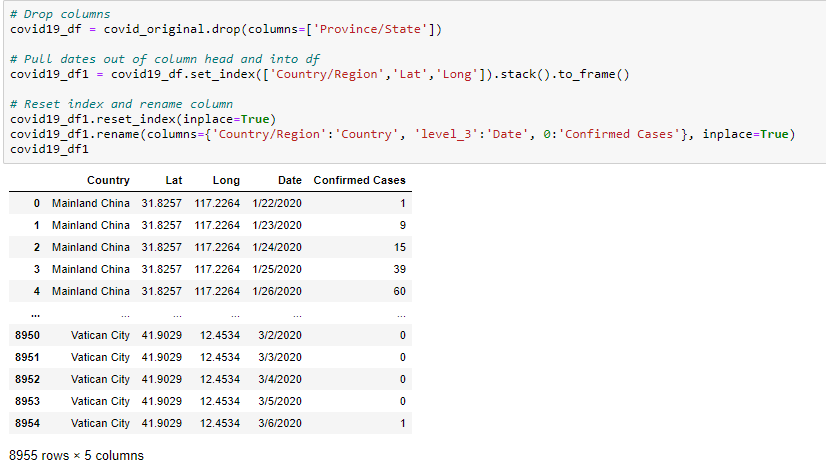 # Drop columns
covid19_df = covid_original.drop(columns=['Province/State'])
# Pull dates out of column head and into df
covid19_df1 = covid19_df.set_index(['Country/Region','Lat','Long']).stack().to_frame()
# Reset index and rename column
covid19_df1.reset_index(inplace=True)
covid19_df1.rename(columns={'Country/Region':'Country', 'level_3':'Date', 0:'Confirmed Cases'}, inplace=True)
covid19_df1
Country Lat Long Date Confirmed Cases
0 Mainland China 31.8257 117.2264 1/22/2020 1
1 Mainland China 31.8257 117.2264 1/23/2020 9
2 Mainland China 31.8257 117.2264 1/24/2020 15
3 Mainland China 31.8257 117.2264 1/25/2020 39
4 Mainland China 31.8257 117.2264 1/26/2020 60
... ... ... ... ... ...
8950 Vatican City 41.9029 12.4534 3/2/2020 0
8951 Vatican City 41.9029 12.4534 3/3/2020 0
8952 Vatican City 41.9029 12.4534 3/4/2020 0
8953 Vatican City 41.9029 12.4534 3/5/2020 0
8954 Vatican City 41.9029 12.4534 3/6/2020 1
8955 rows × 5 columns